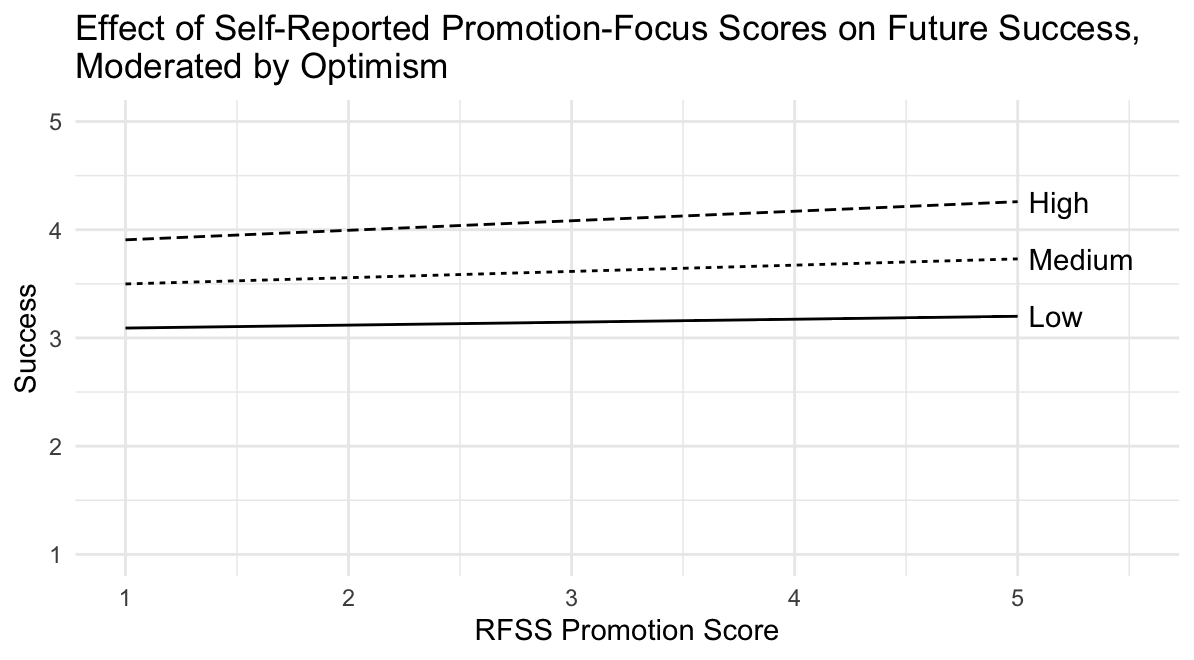 Effect of Self-Reported Promotion-Focus Scores on Future Success,
Moderated by Optimism
5
4
3
2
1
Success
High
Medium
Low
1 2 3 4 5
RFSS Promotion Score